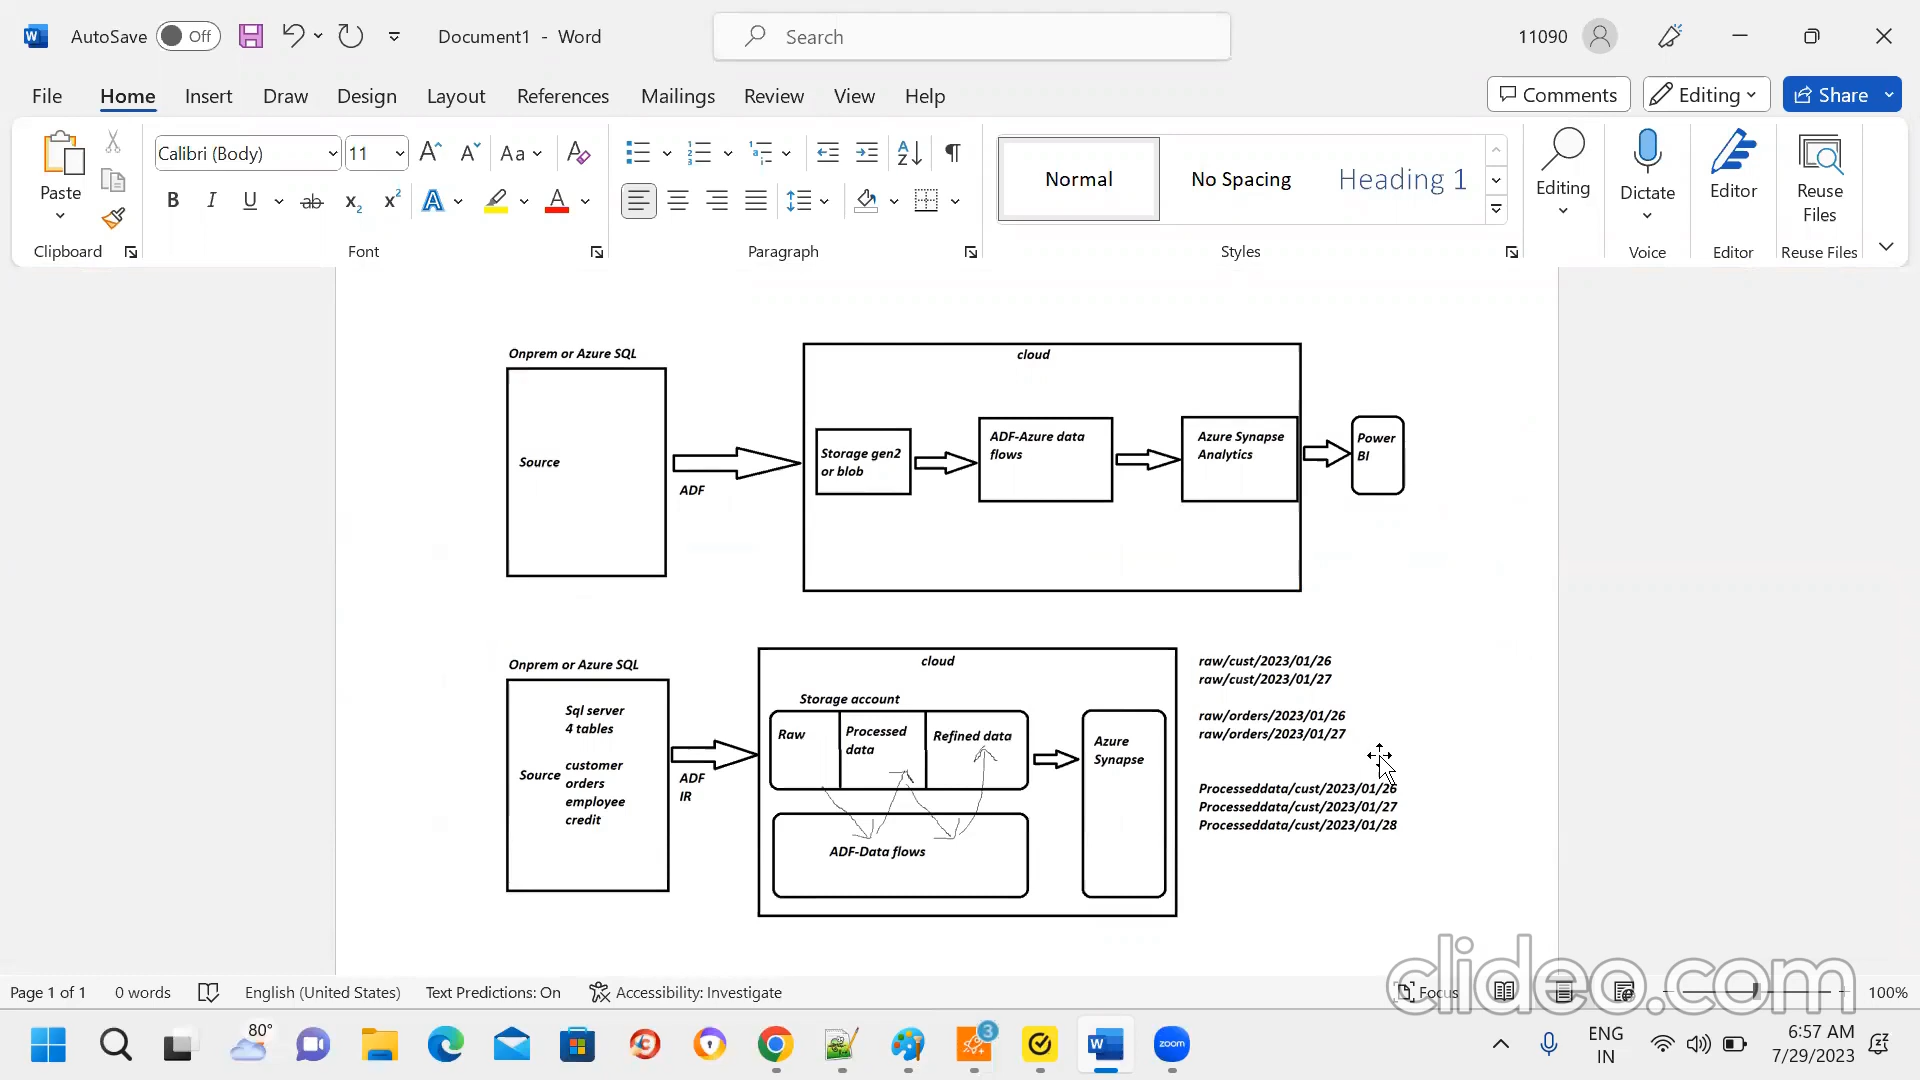 AutoSave Off Document1 - Word Search 11090
File Home Insert Draw Design Layout References Mailings Review View Help Comments Editing Share
Calibri (Body) 11 Aa
Paste Normal No Spacing Heading 1 Editing Dictate Editor Reuse Files
Clipboard Font Paragraph Styles Voice Editor Reuse Files
Onprem or Azure SQL
cloud
Source
ADF
Storage gen2
or blob
ADF-Azure data
flows
Azure Synapse
Analytics
Power
BI
Onprem or Azure SQL
Sql server
4 tables
Source
customer
orders
employee
credit
ADF
IR
cloud
Storage account
Raw
Processed
data
Refined data
ADF-Data flows
Azure
Synapse
raw/cust/2023/01/26
raw/cust/2023/01/27
raw/orders/2023/01/26
raw/orders/2023/01/27
Processeddata/cust/2023/01/26
Processeddata/cust/2023/01/27
Processeddata/cust/2023/01/28
clideo.com
Page 1 of 1 0 words English (United States) Text Predictions: On Accessibility: Investigate Focus 100%
80° 3 zoom ENG 6:57 AM
IN 7/29/2023